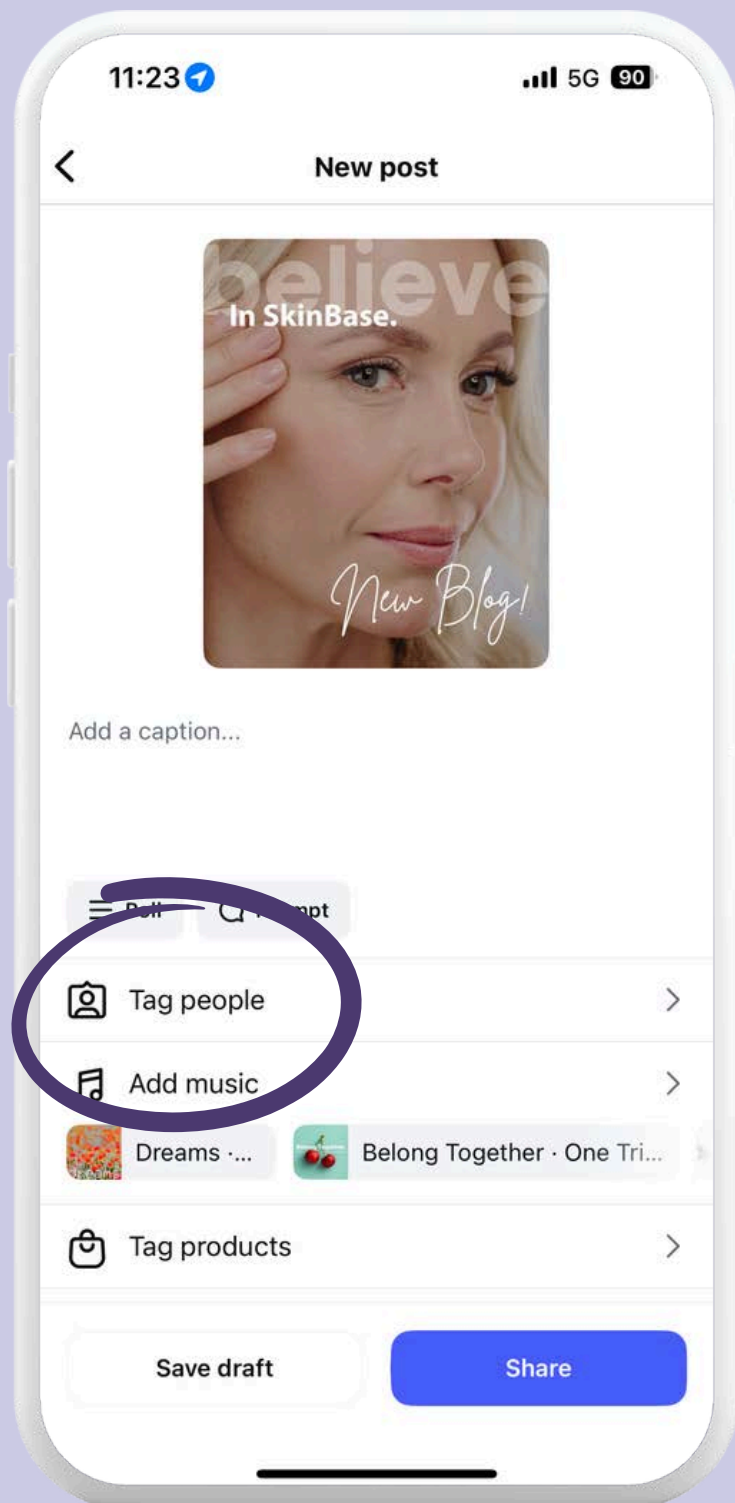 11:23
5G 90
New post
believe
In SkinBase.
New Blog!
Add a caption...
Tag people
Add music
Dreams ·...
Belong Together · One Tri...
Tag products
Save draft
Share